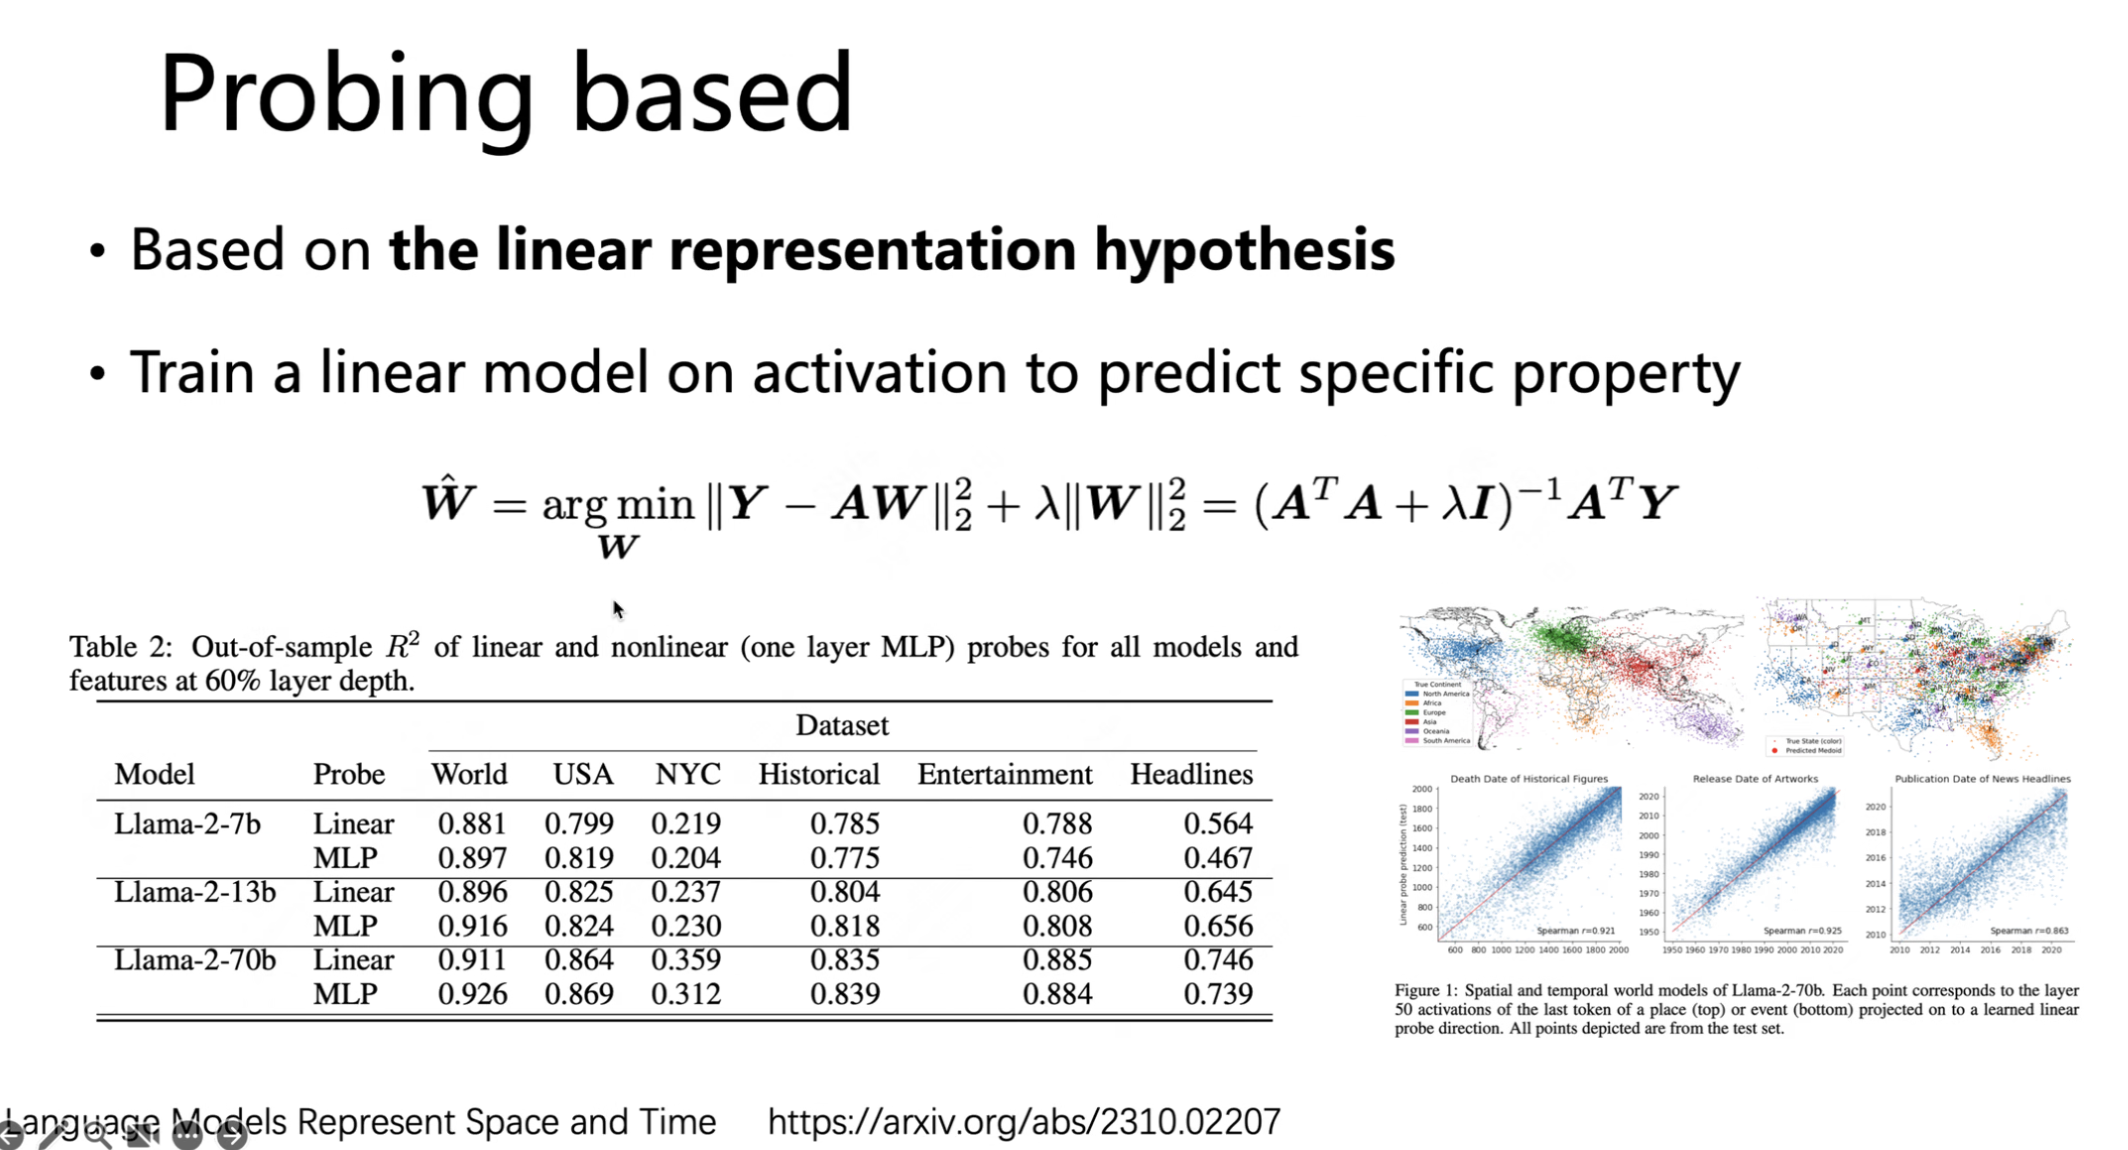 Probing based
• Based on the linear representation hypothesis
• Train a linear model on activation to predict specific property
Ŵ = arg min ‖Y − AW‖₂² + λ‖W‖₂² = (AᵀA + λI)⁻¹AᵀY
W
Table 2: Out-of-sample R² of linear and nonlinear (one layer MLP) probes for all models and
features at 60% layer depth.
Dataset
Model Probe World USA NYC Historical Entertainment Headlines
Llama-2-7b Linear 0.881 0.799 0.219 0.785 0.788 0.564
MLP 0.897 0.819 0.204 0.775 0.746 0.467
Llama-2-13b Linear 0.896 0.825 0.237 0.804 0.806 0.645
MLP 0.916 0.824 0.230 0.818 0.808 0.656
Llama-2-70b Linear 0.911 0.864 0.359 0.835 0.885 0.746
MLP 0.926 0.869 0.312 0.839 0.884 0.739
True Continent
North America
Africa
Europe
Asia
Oceania
South America
True State (color)
Predicted Medoid
Death Date of Historical Figures
Linear probe prediction (test)
2000
1800
1600
1400
1200
1000
800
600
Spearman r=0.921
600 800 1000 1200 1400 1600 1800 2000
Release Date of Artworks
2020
2010
2000
1990
1980
1970
1960
1950
Spearman r=0.925
1950 1960 1970 1980 1990 2000 2010 2020
Publication Date of News Headlines
2020
2018
2016
2014
2012
2010
Spearman r=0.863
2010 2012 2014 2016 2018 2020
Figure 1: Spatial and temporal world models of Llama-2-70b. Each point corresponds to the layer
50 activations of the last token of a place (top) or event (bottom) projected on to a learned linear
probe direction. All points depicted are from the test set.
Language Models Represent Space and Time https://arxiv.org/abs/2310.02207